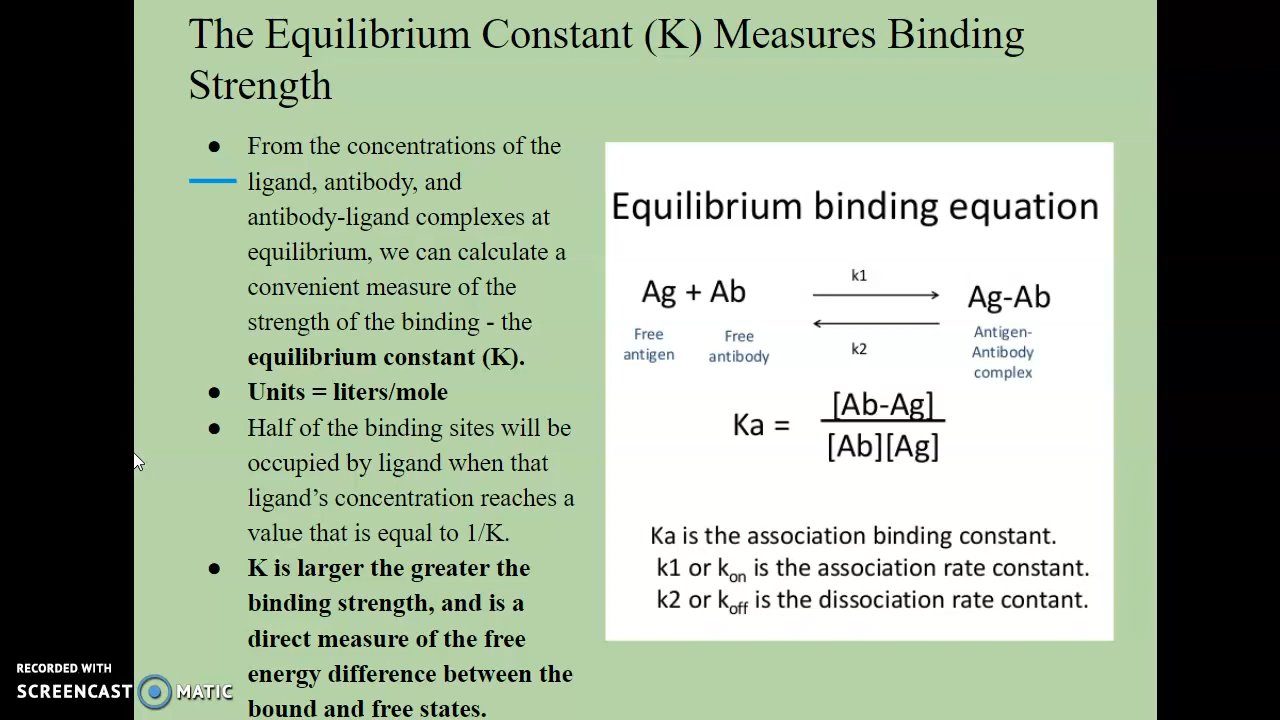 The Equilibrium Constant (K) Measures Binding
Strength
● From the concentrations of the
ligand, antibody, and
antibody-ligand complexes at
equilibrium, we can calculate a
convenient measure of the
strength of the binding - the
equilibrium constant (K).
● Units = liters/mole
● Half of the binding sites will be
occupied by ligand when that
ligand's concentration reaches a
value that is equal to 1/K.
● K is larger the greater the
binding strength, and is a
direct measure of the free
energy difference between the
bound and free states.
Equilibrium binding equation
k1
Ag + Ab
Ag-Ab
Free
antigen
Free
antibody
k2
Antigen-
Antibody
complex
[Ab-Ag]
Ka =
[Ab][Ag]
Ka is the association binding constant.
k1 or kon is the association rate constant.
k2 or koff is the dissociation rate contant.
RECORDED WITH
SCREENCAST MATIC